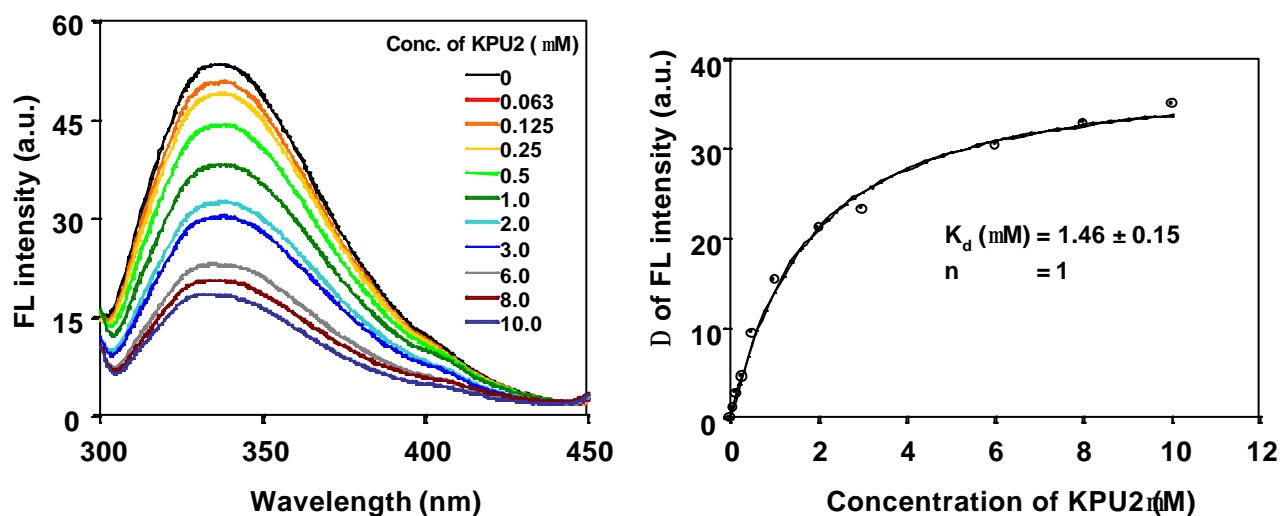 60
45
30
15
0
FL intensity (a.u.)
Conc. of KPU2 ( mM)
0
0.063
0.125
0.25
0.5
1.0
2.0
3.0
6.0
8.0
10.0
300 350 400 450
Wavelength (nm)
40
30
20
10
0
D of FL intensity (a.u.)
Kd (mM) = 1.46 ± 0.15
n = 1
0 2 4 6 8 10 12
Concentration of KPU2 (mM)